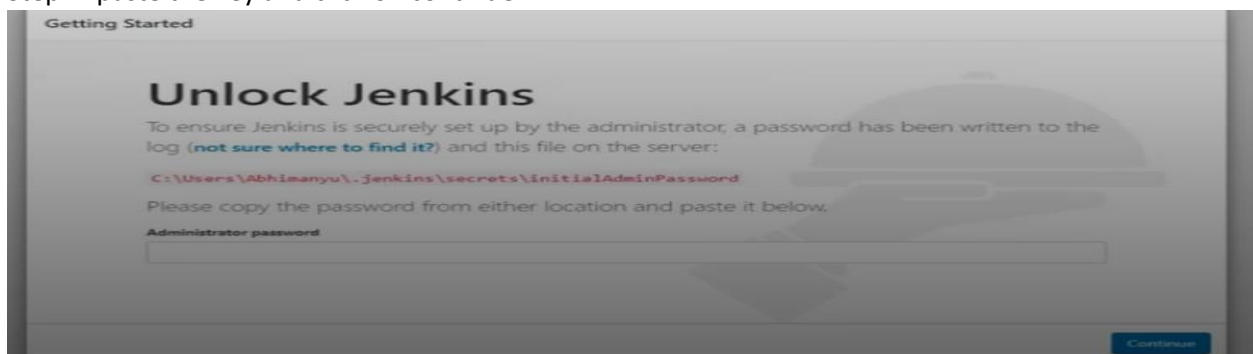 Getting Started
Unlock Jenkins
To ensure Jenkins is securely set up by the administrator, a password has been written to the
log (not sure where to find it?) and this file on the server:
C:\Users\Abhimanyu\.jenkins\secrets\initialAdminPassword
Please copy the password from either location and paste it below.
Administrator password
Continue